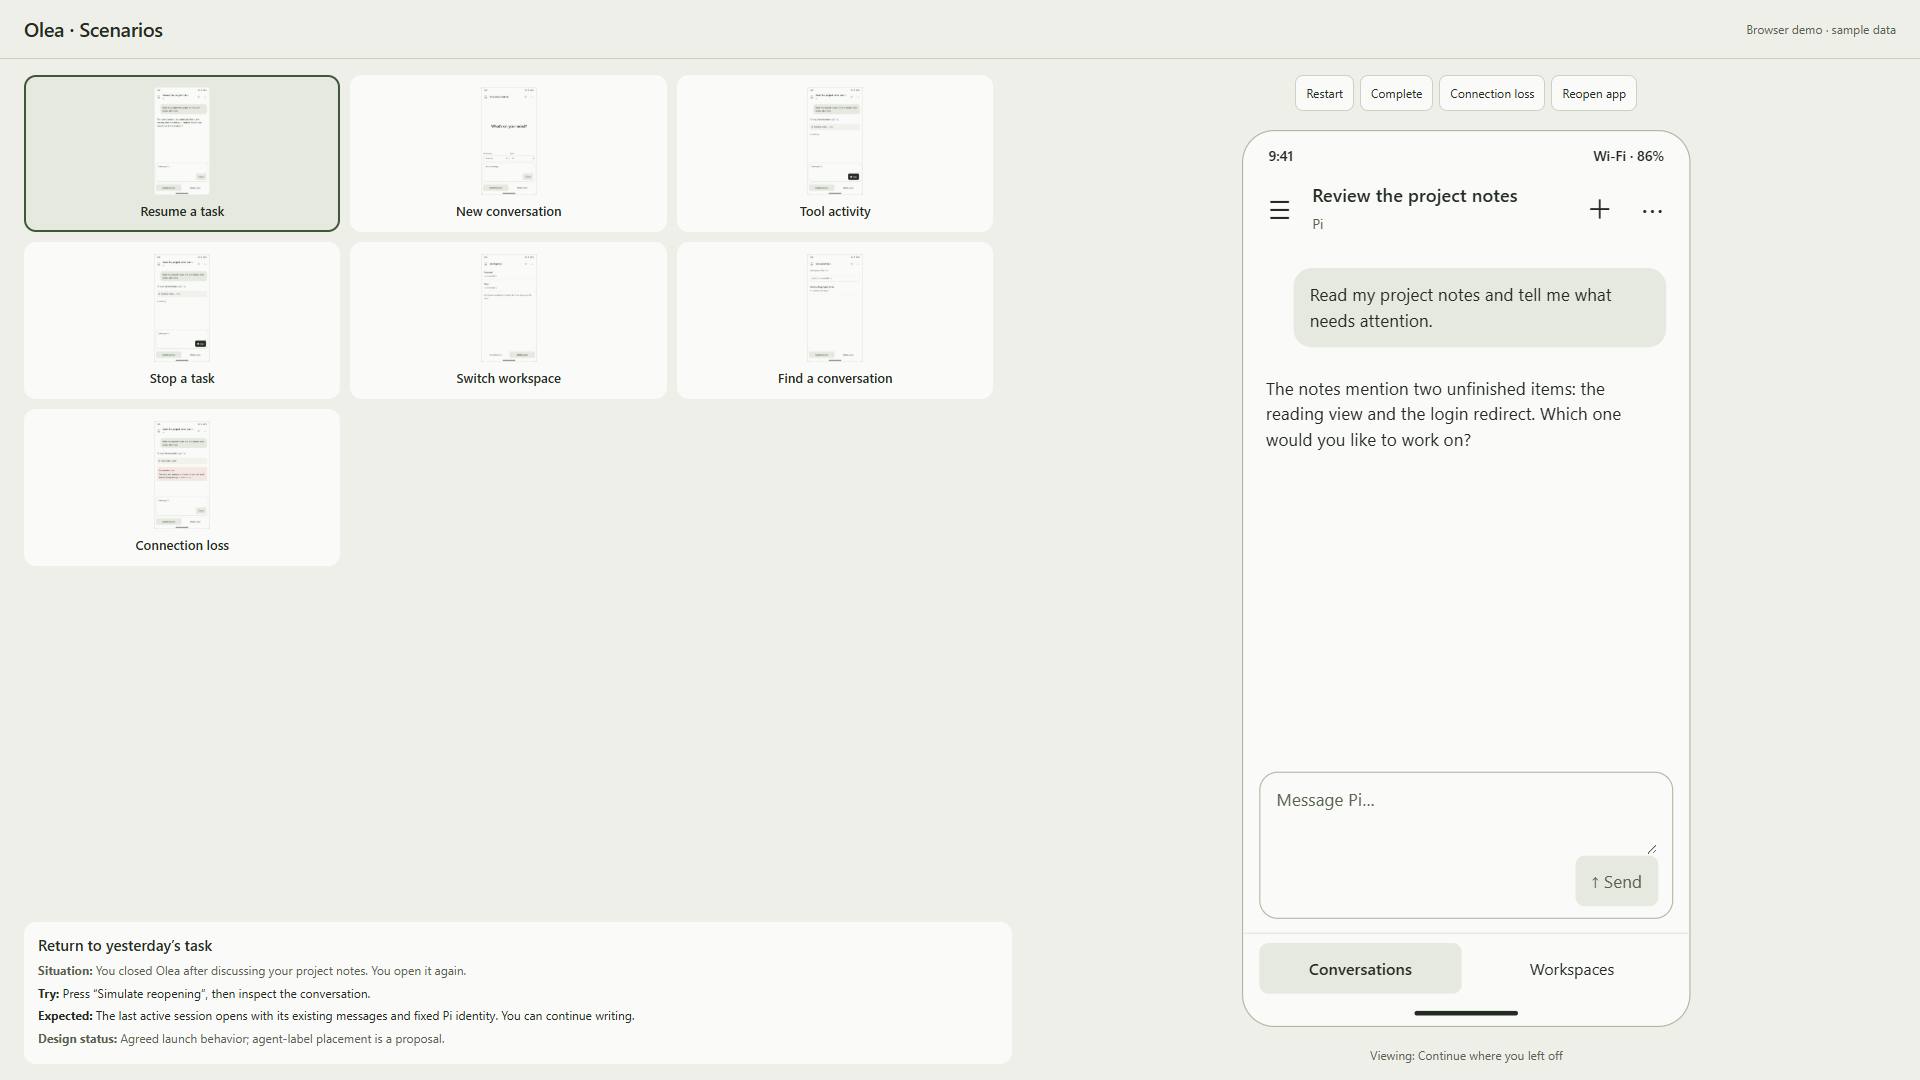 Olea · Scenarios
Browser demo · sample data
Resume a task
What's on your mind?
New conversation
Tool activity
Stop a task
Switch workspace
Find a conversation
Connection loss
Return to yesterday's task
Situation: You closed Olea after discussing your project notes. You open it again.
Try: Press “Simulate reopening”, then inspect the conversation.
Expected: The last active session opens with its existing messages and fixed Pi identity. You can continue writing.
Design status: Agreed launch behavior; agent-label placement is a proposal.
Restart
Complete
Connection loss
Reopen app
9:41
Wi-Fi · 86%
Review the project notes
Pi
Read my project notes and tell me what
needs attention.
The notes mention two unfinished items: the
reading view and the login redirect. Which one
would you like to work on?
Message Pi...
↑ Send
Conversations
Workspaces
Viewing: Continue where you left off